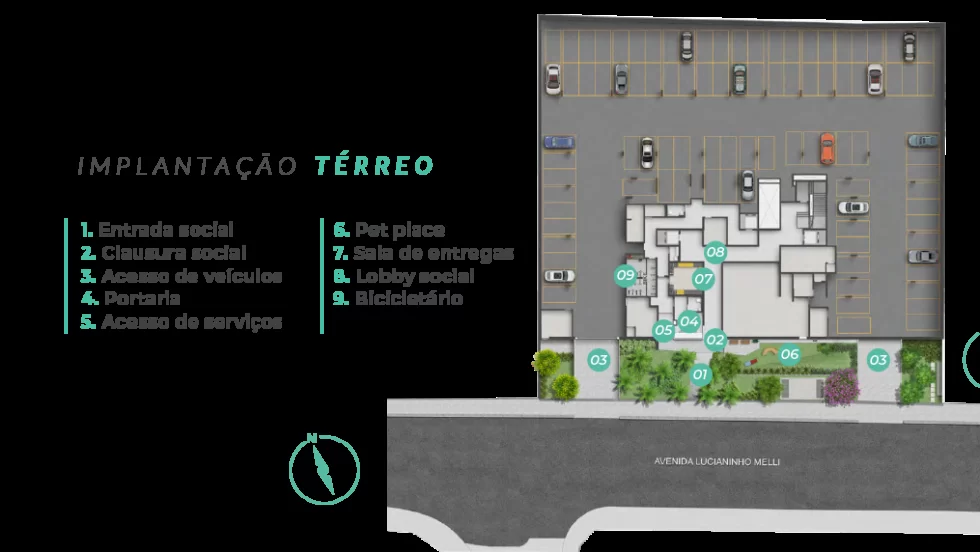 IMPLANTAÇÃO TÉRREO
1. Entrada social
2. Clausura social
3. Acesso de veículos
4. Portaria
5. Acesso de serviços
6. Pet place
7. Sala de entregas
8. Lobby social
9. Bicicletário
08
09
07
04
05
02
03
06
03
01
N
AVENIDA LUCIANINHO MELLI